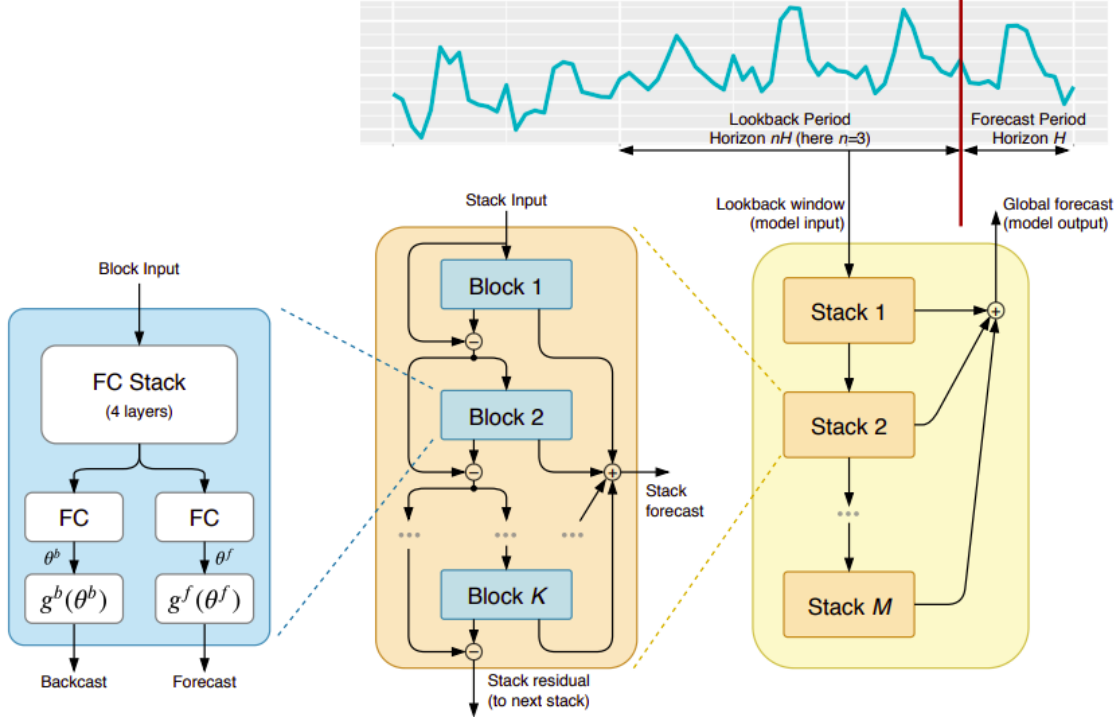 Lookback Period
Horizon nH (here n=3)
Forecast Period
Horizon H
Block Input
FC Stack
(4 layers)
FC
FC
θᵇ
θᶠ
gᵇ(θᵇ)
gᶠ(θᶠ)
Backcast
Forecast
Stack Input
Block 1
−
Block 2
−
+
Stack
forecast
...
...
...
Block K
−
Stack residual
(to next stack)
Lookback window
(model input)
Global forecast
(model output)
Stack 1
+
Stack 2
...
Stack M